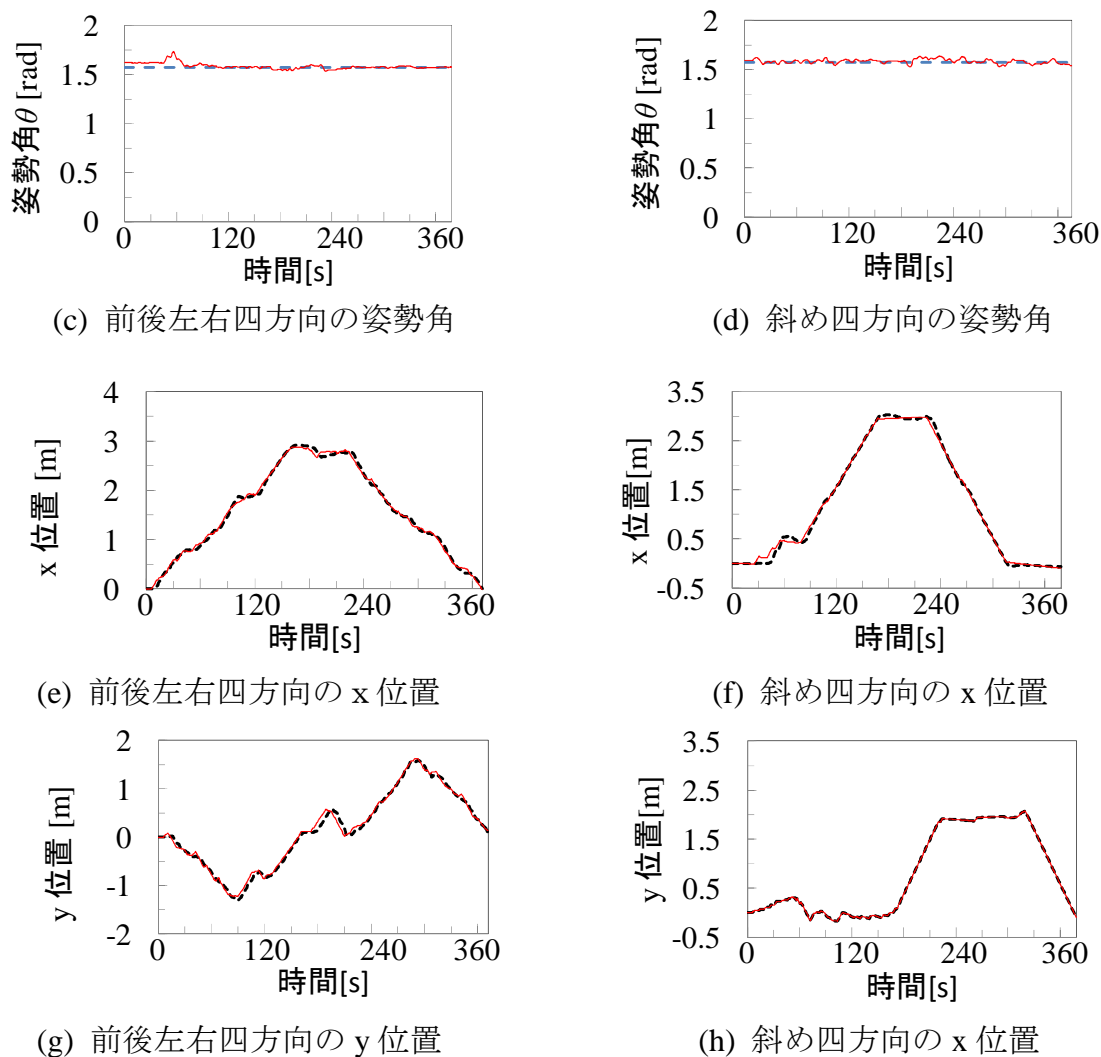 2
1.5
1
0.5
0
姿勢角θ [rad]
0 120 240 360
時間[s]
(c) 前後左右四方向の姿勢角
2
1.5
1
0.5
0
姿勢角θ [rad]
0 120 240 360
時間[s]
(d) 斜め四方向の姿勢角
4
3
2
1
0
x 位置 [m]
0 120 240 360
時間[s]
(e) 前後左右四方向の x 位置
3.5
2.5
1.5
0.5
-0.5
x 位置[m]
0 120 240 360
時間[s]
(f) 斜め四方向の x 位置
2
1
0
-1
-2
y 位置 [m]
0 120 240 360
時間[s]
(g) 前後左右四方向の y 位置
3.5
2.5
1.5
0.5
-0.5
y 位置[m]
0 120 240 360
時間[s]
(h) 斜め四方向の x 位置